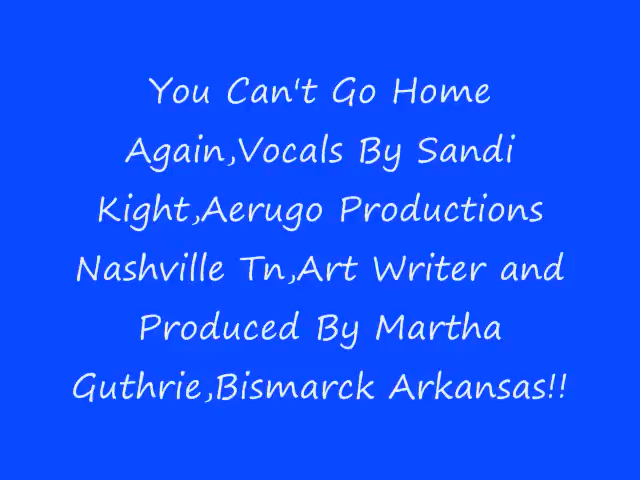 You Can't Go Home
Again,Vocals By Sandi
Kight,Aerugo Productions
Nashville Tn,Art Writer and
Produced By Martha
Guthrie,Bismarck Arkansas!!